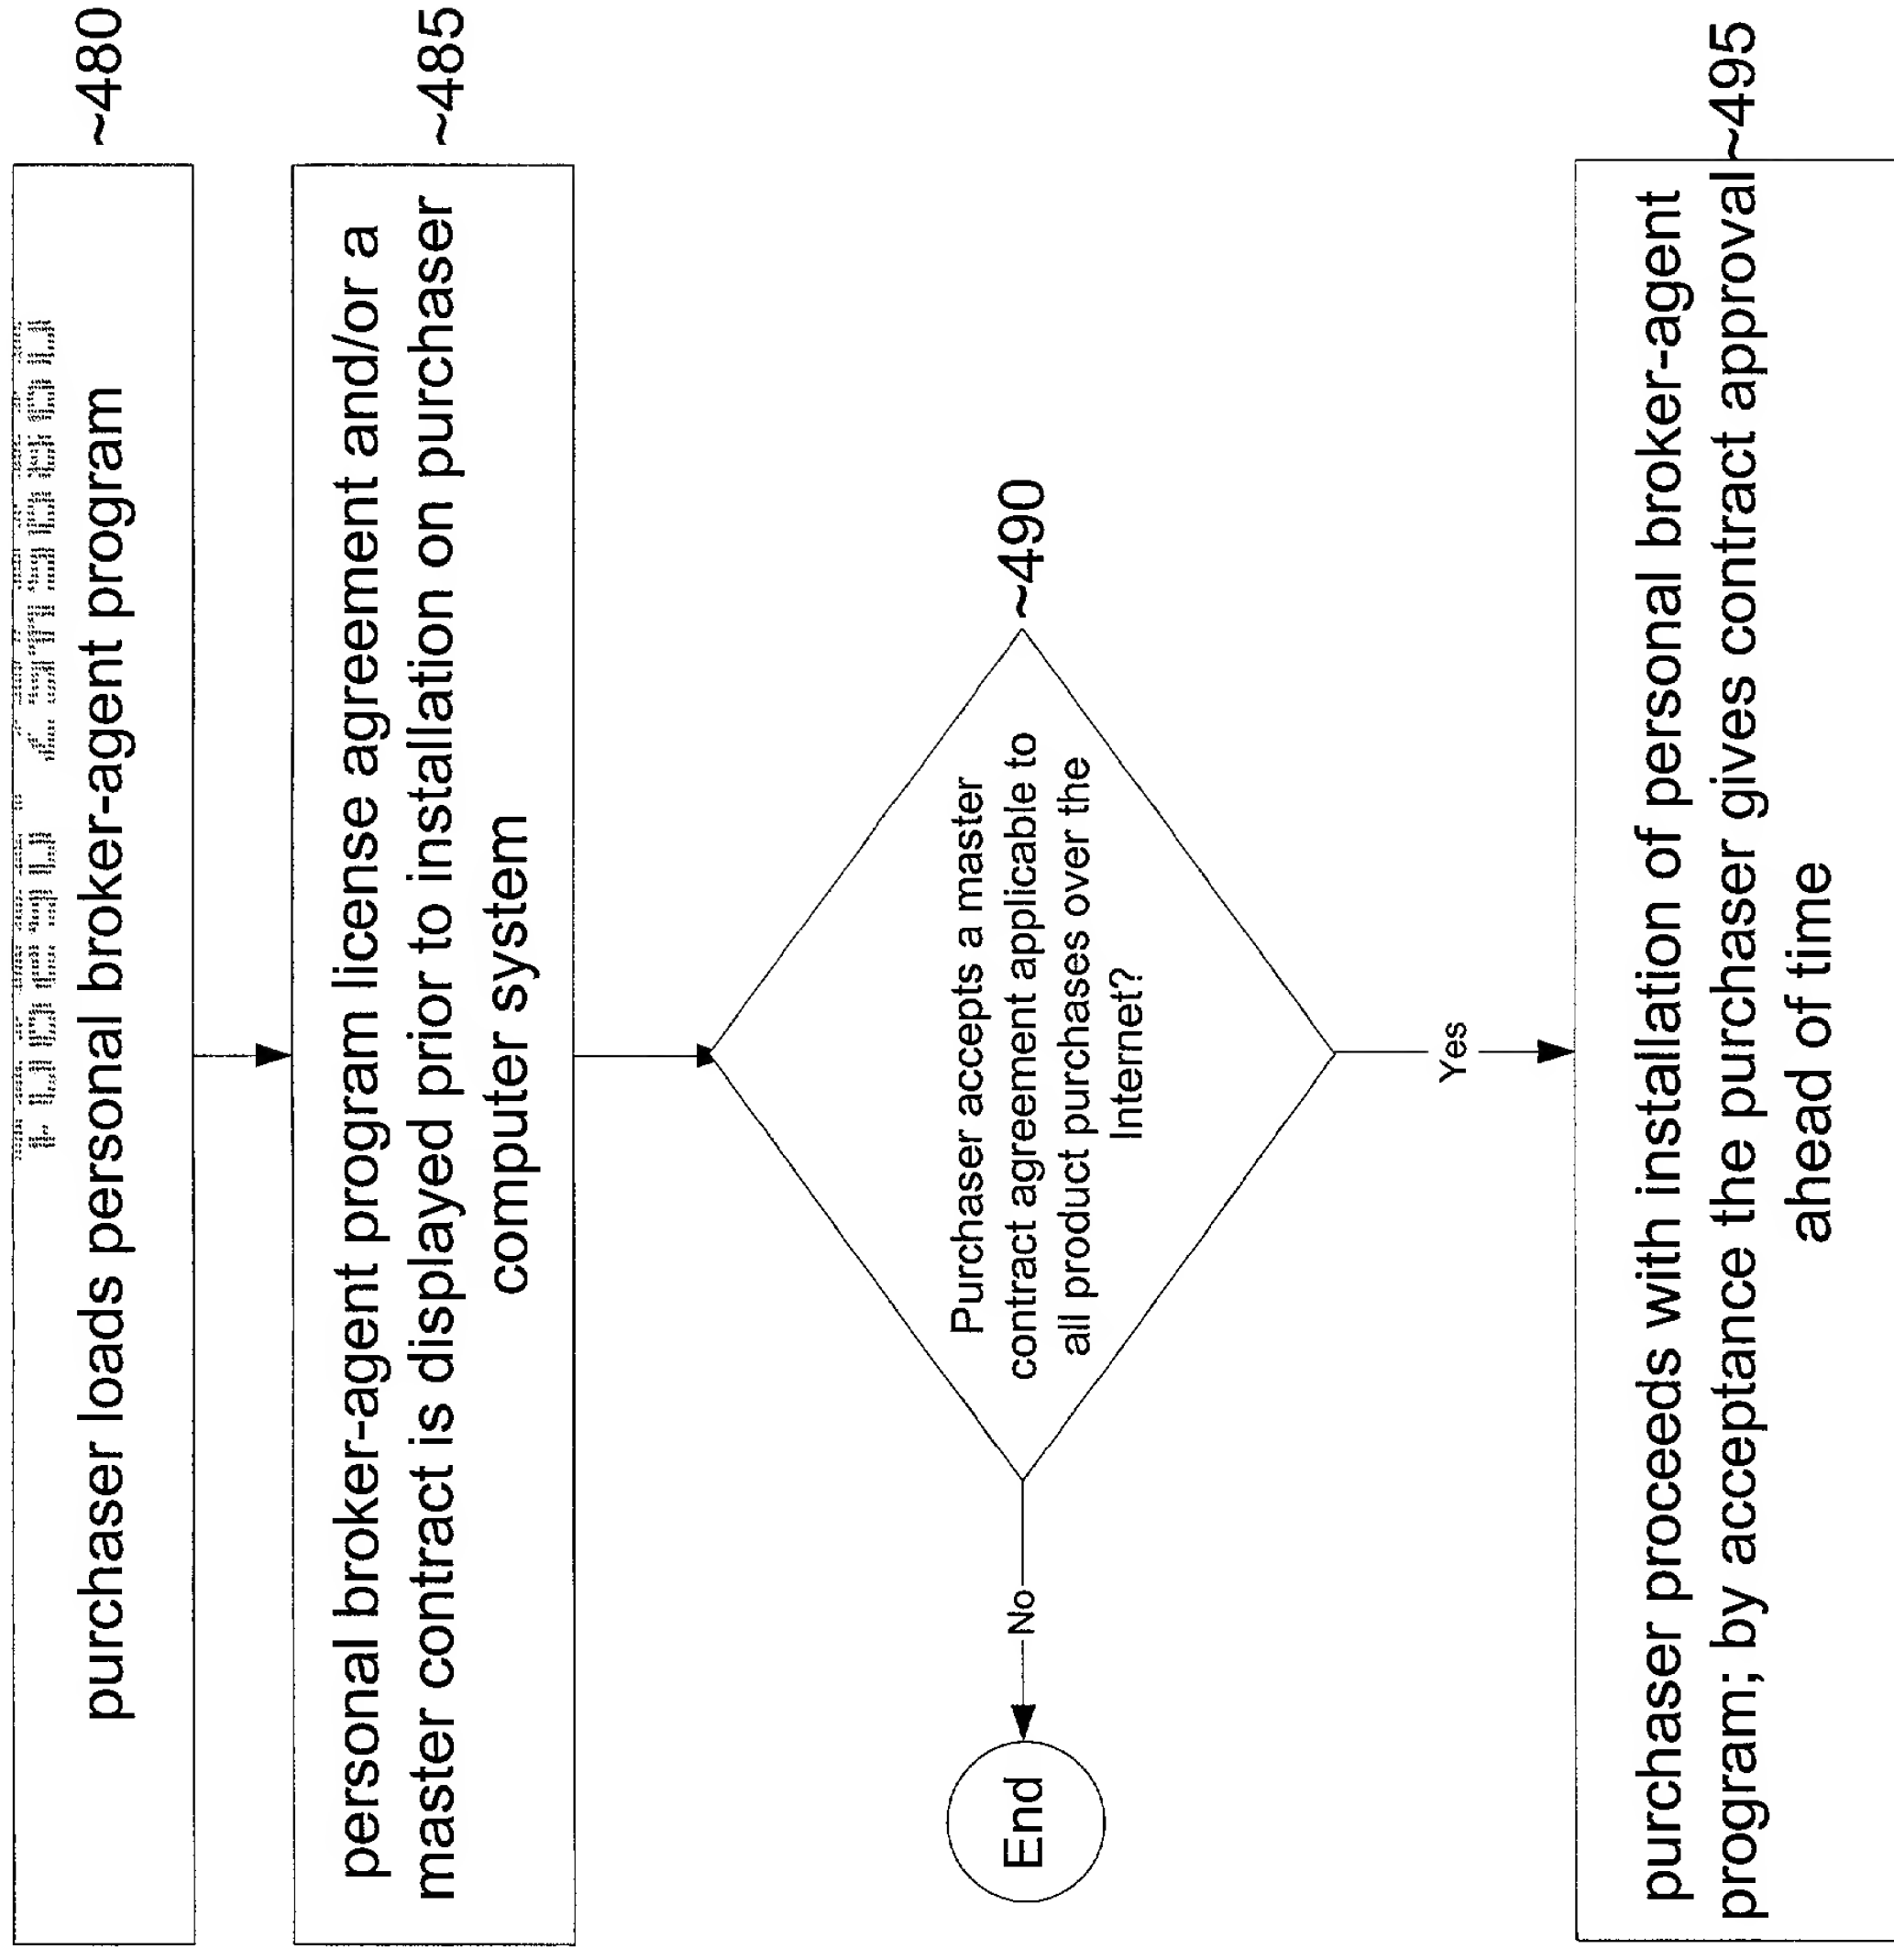 purchaser loads personal broker-agent program ~480
personal broker-agent program license agreement and/or a
master contract is displayed prior to installation on purchaser ~485
computer system
Purchaser accepts a master
contract agreement applicable to ~490
all product purchases over the
Internet?
No
End
Yes
purchaser proceeds with installation of personal broker-agent
program; by acceptance the purchaser gives contract approval ~495
ahead of time